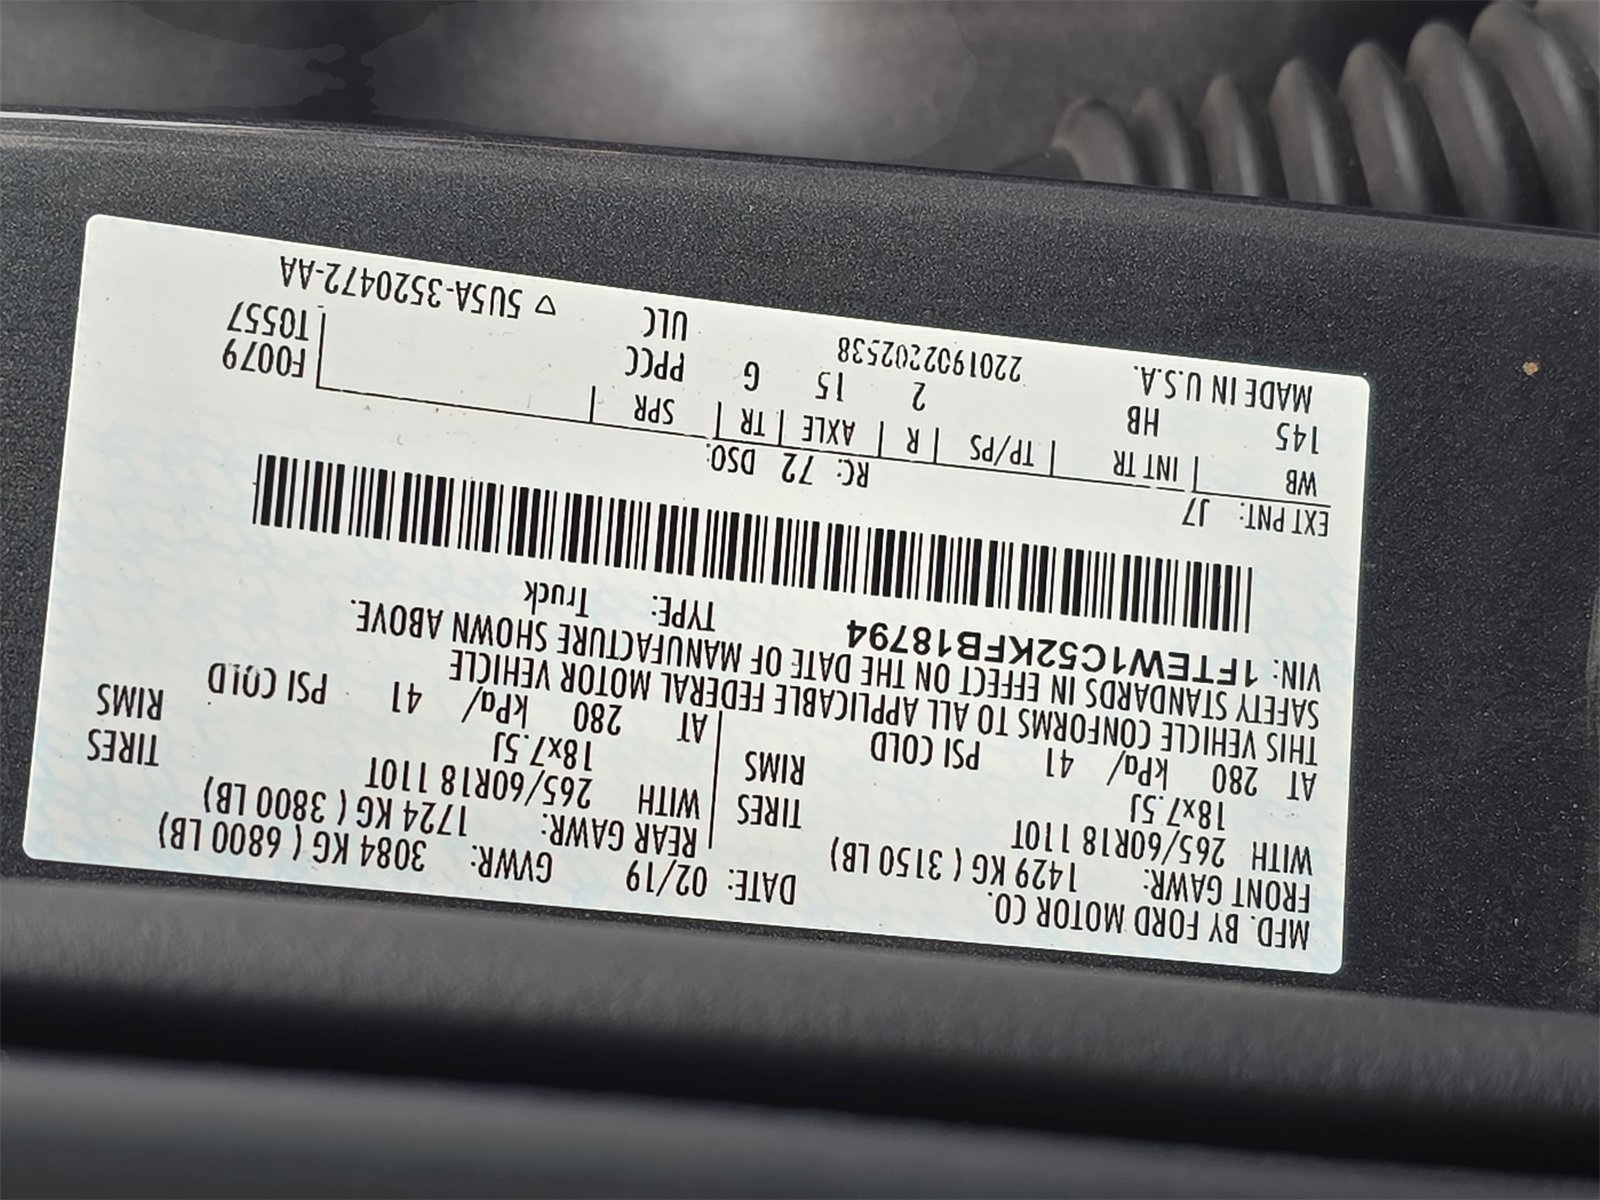 MFD. BY FORD MOTOR CO.
DATE: 02/19 GVWR: 3084 KG ( 6800 LB)
FRONT GAWR: 1429 KG ( 3150 LB) REAR GAWR: 1724 KG ( 3800 LB)
WITH 265/60R18 110T TIRES WITH 265/60R18 110T TIRES
18x7.5J RIMS 18x7.5J RIMS
AT 280 kPa/ 41 PSI COLD AT 280 kPa/ 41 PSI COLD
THIS VEHICLE CONFORMS TO ALL APPLICABLE FEDERAL MOTOR VEHICLE
SAFETY STANDARDS IN EFFECT ON THE DATE OF MANUFACTURE SHOWN ABOVE.
VIN: 1FTEW1C52KFB18794 TYPE: Truck
EXT PNT: J7 RC: 72 DSO:
WB INT TR TP/PS R AXLE TR SPR F0079
145 HB 2 15 G PPCC T0557
MADE IN U.S.A. 2201902202538 ULC ▽ 5U5A-3520472-AA